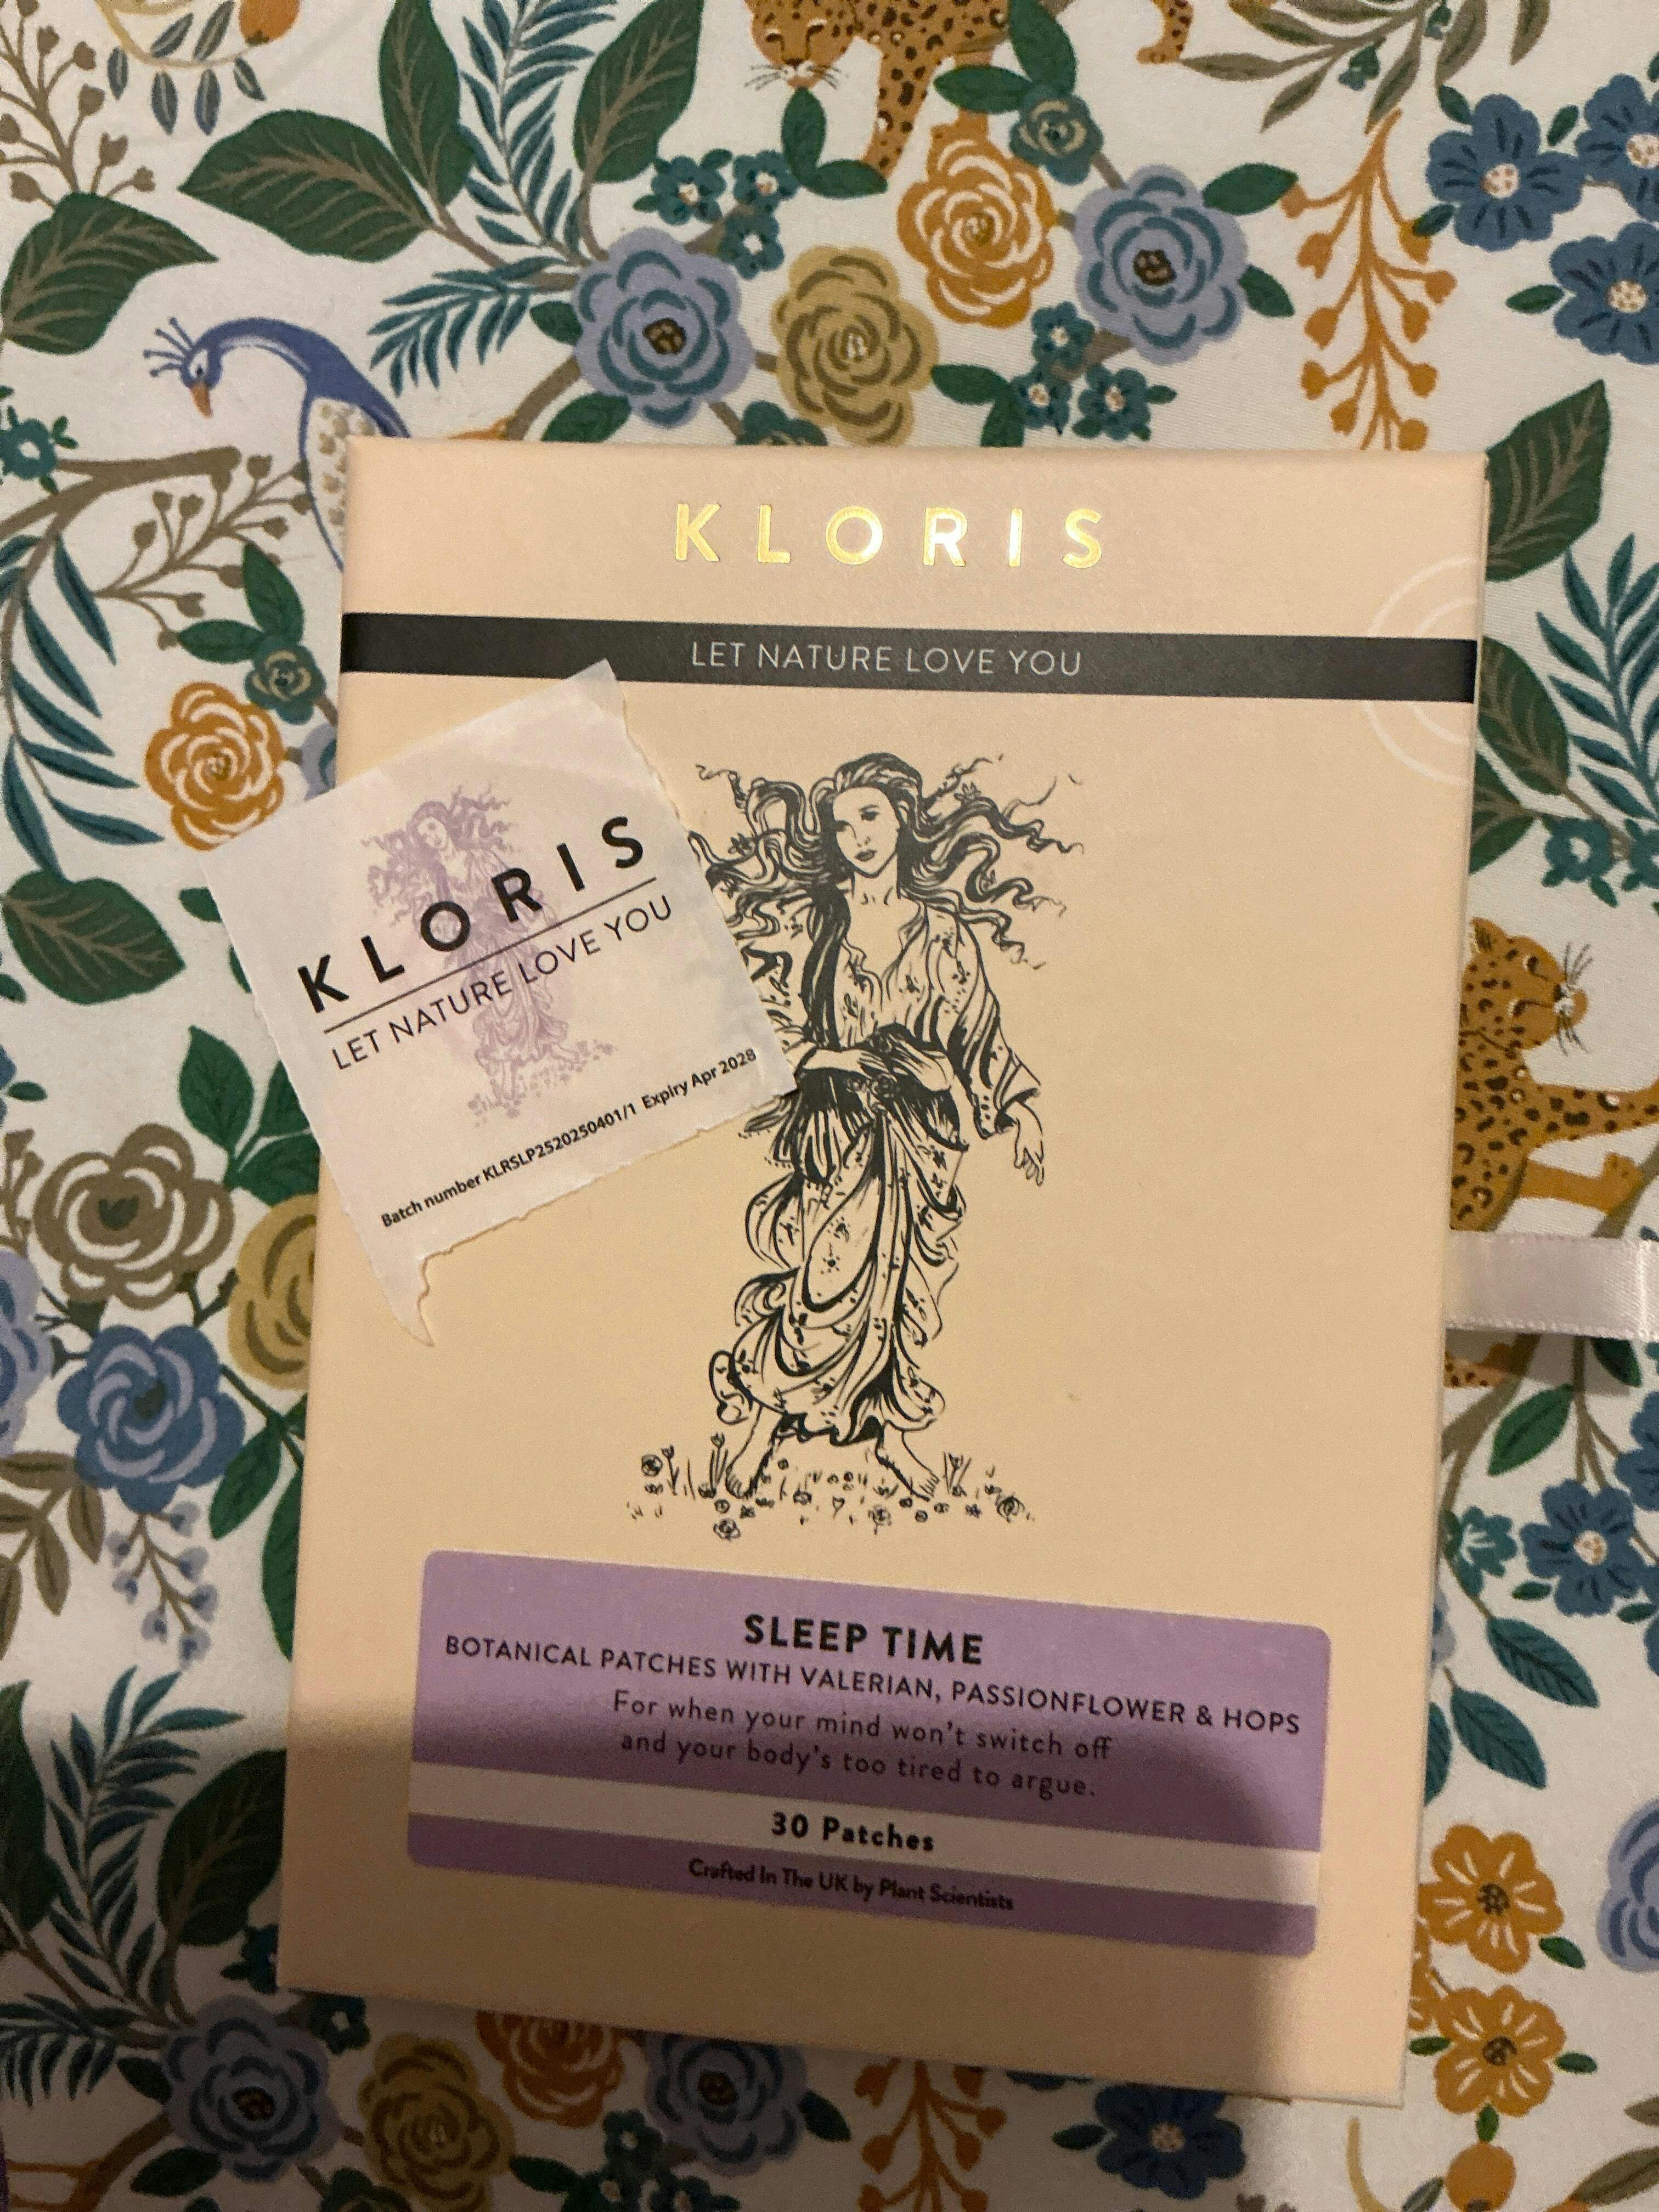 KLORIS
LET NATURE LOVE YOU
KLORIS
LET NATURE LOVE YOU
Batch number KLRSLP2520250401/1 Expiry Apr 2028
SLEEP TIME
BOTANICAL PATCHES WITH VALERIAN, PASSIONFLOWER & HOPS
For when your mind won't switch off
and your body's too tired to argue.
30 Patches
Crafted In The UK by Plant Scientists